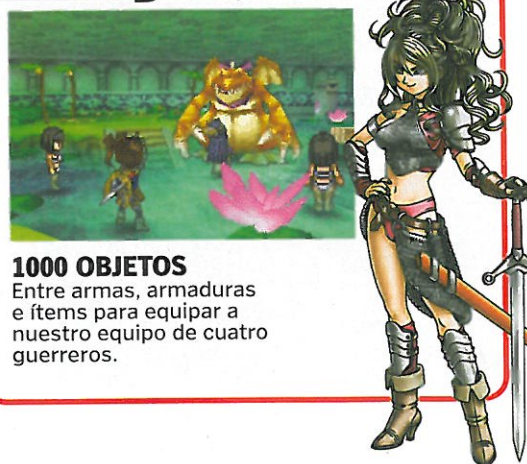 1000 OBJETOS
Entre armas, armaduras
e ítems para equipar a
nuestro equipo de cuatro
guerreros.